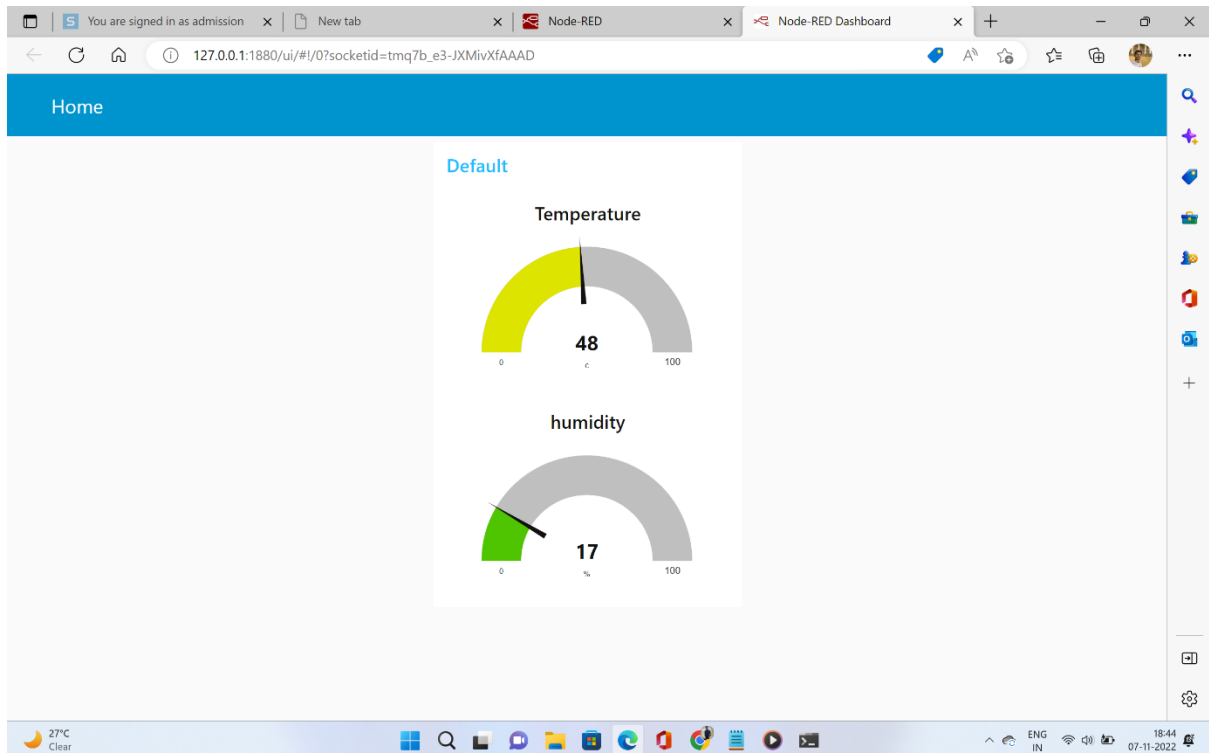 You are signed in as admission
New tab
Node-RED
Node-RED Dashboard
127.0.0.1:1880/ui/#!/0?socketid=tmq7b_e3-JXMivXfAAAD
Home
Default
Temperature
48
c
0
100
humidity
17
%
0
100
27°C
Clear
ENG
IN
18:44
07-11-2022